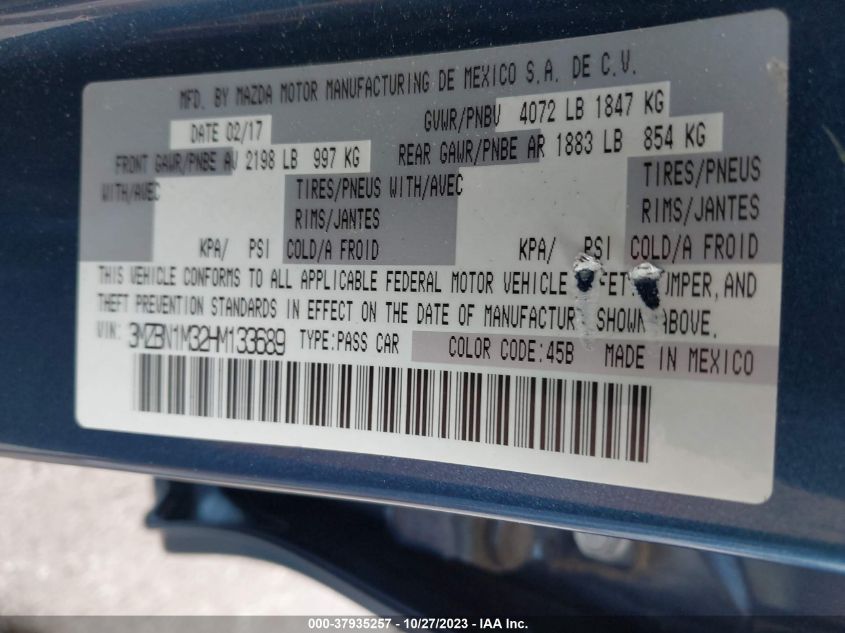 MFD. BY MAZDA MOTOR MANUFACTURING DE MEXICO S.A. DE C.V.
DATE 02/17 GVWR/PNBV 4072 LB 1847 KG
FRONT GAWR/PNBE AV 2198 LB 997 KG REAR GAWR/PNBE AR 1883 LB 854 KG
WITH/AVEC TIRES/PNEUS WITH/AVEC TIRES/PNEUS
RIMS/JANTES RIMS/JANTES
KPA/ PSI COLD/A FROID KPA/ PSI COLD/A FROID
THIS VEHICLE CONFORMS TO ALL APPLICABLE FEDERAL MOTOR VEHICLE UMPER, AND
THEFT PREVENTION STANDARDS IN EFFECT ON THE DATE OF MANUFACTUR SHOWN ABOVE.
VIN: 3MZBN1M32HM133689 TYPE:PASS CAR COLOR CODE:45B MADE IN MEXICO
000-37935257 - 10/27/2023 - IAAI Inc.